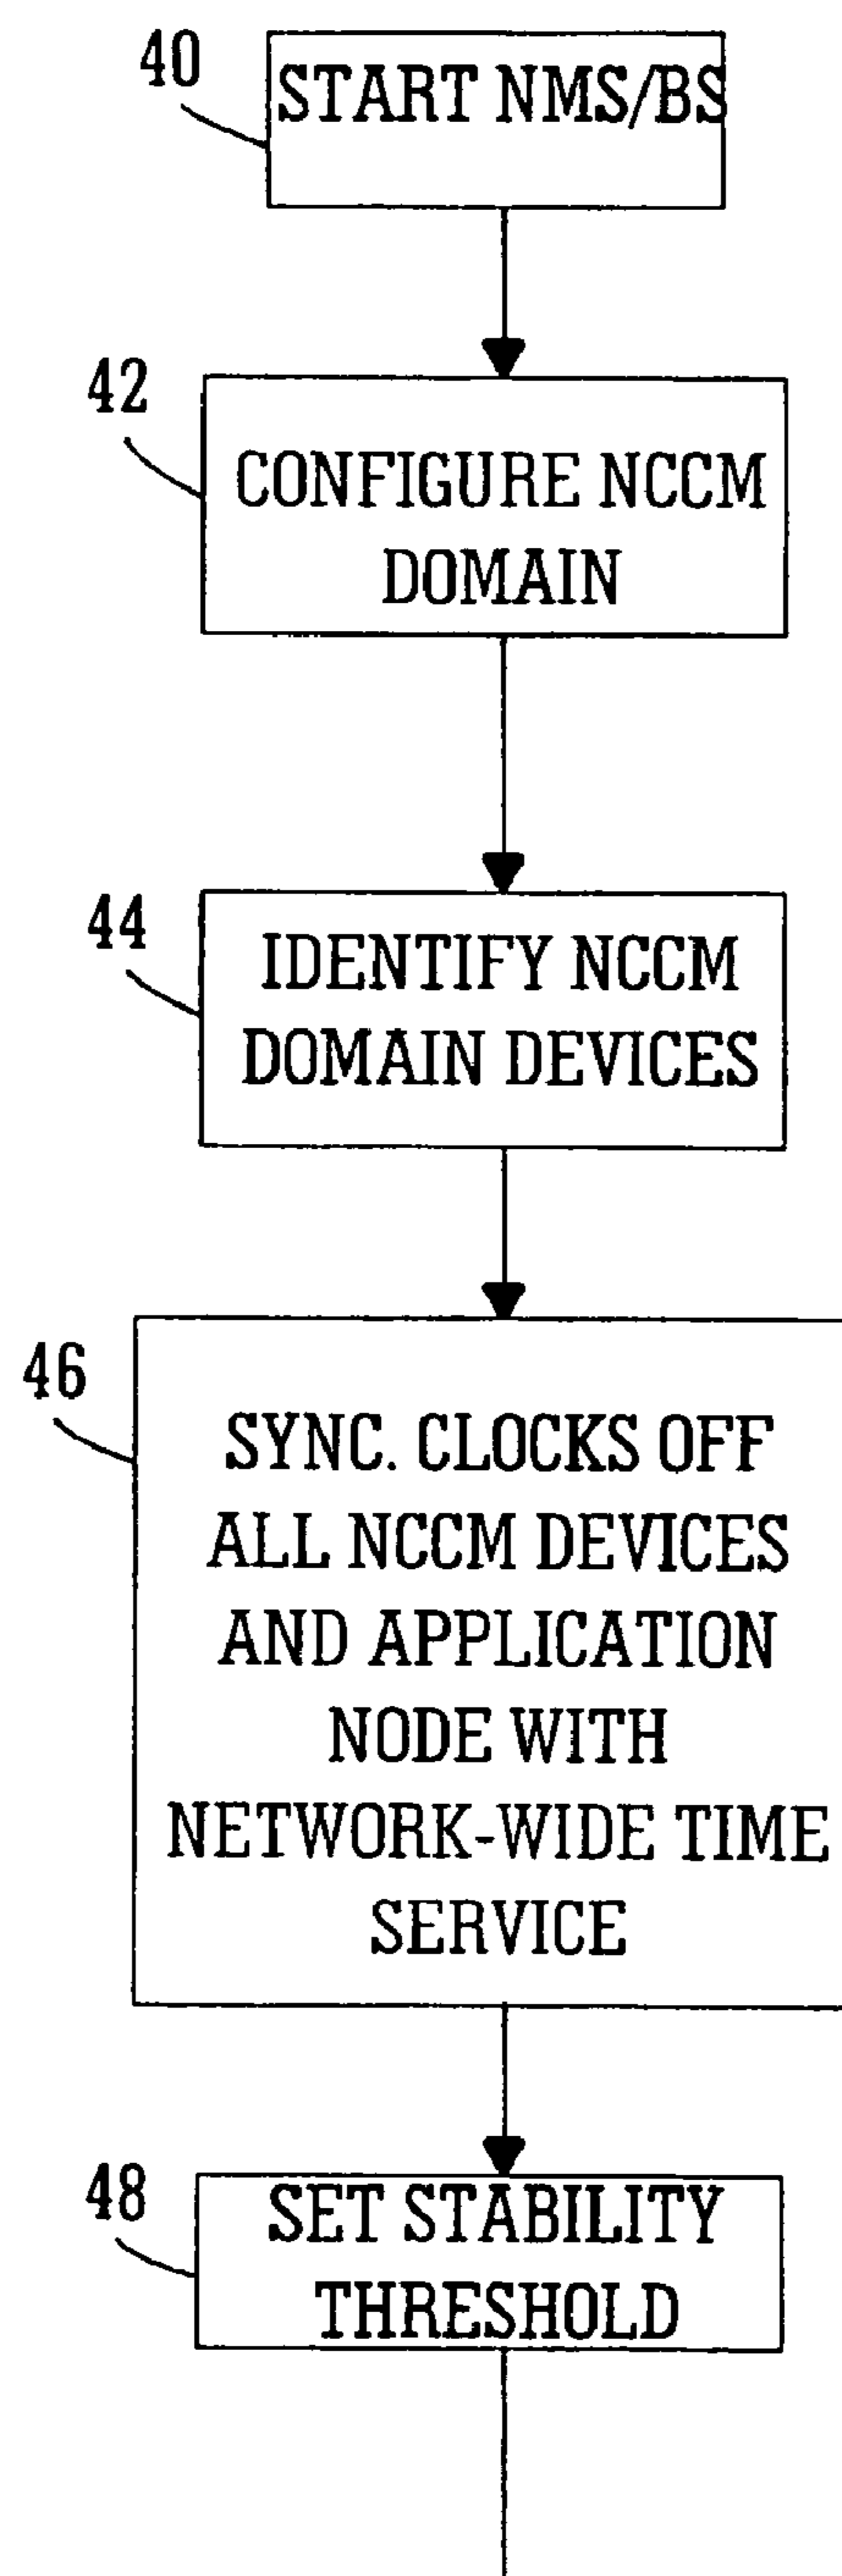 40
START NMS/BS
42
CONFIGURE NCCM
DOMAIN
44
IDENTIFY NCCM
DOMAIN DEVICES
46
SYNC. CLOCKS OFF
ALL NCCM DEVICES
AND APPLICATION
NODE WITH
NETWORK-WIDE TIME
SERVICE
48
SET STABILITY
THRESHOLD